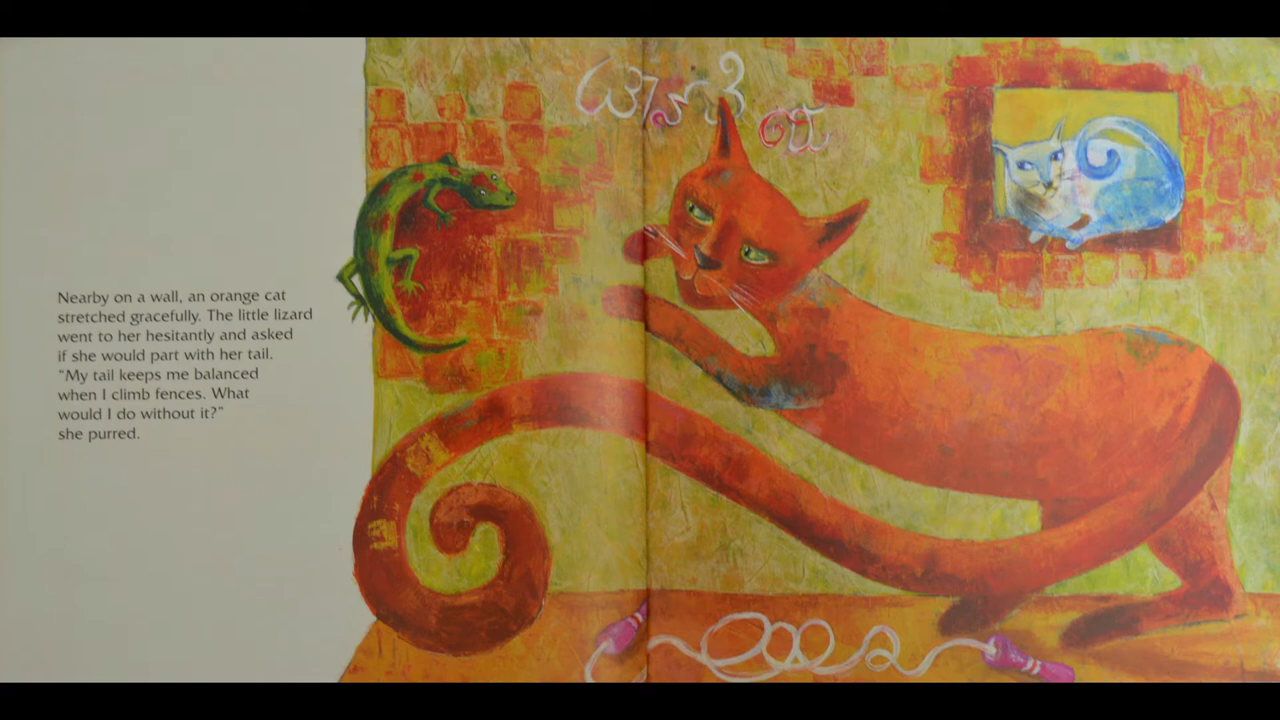 Nearby on a wall, an orange cat
stretched gracefully. The little lizard
went to her hesitantly and asked
if she would part with her tail.
“My tail keeps me balanced
when I climb fences. What
would I do without it?”
she purred.